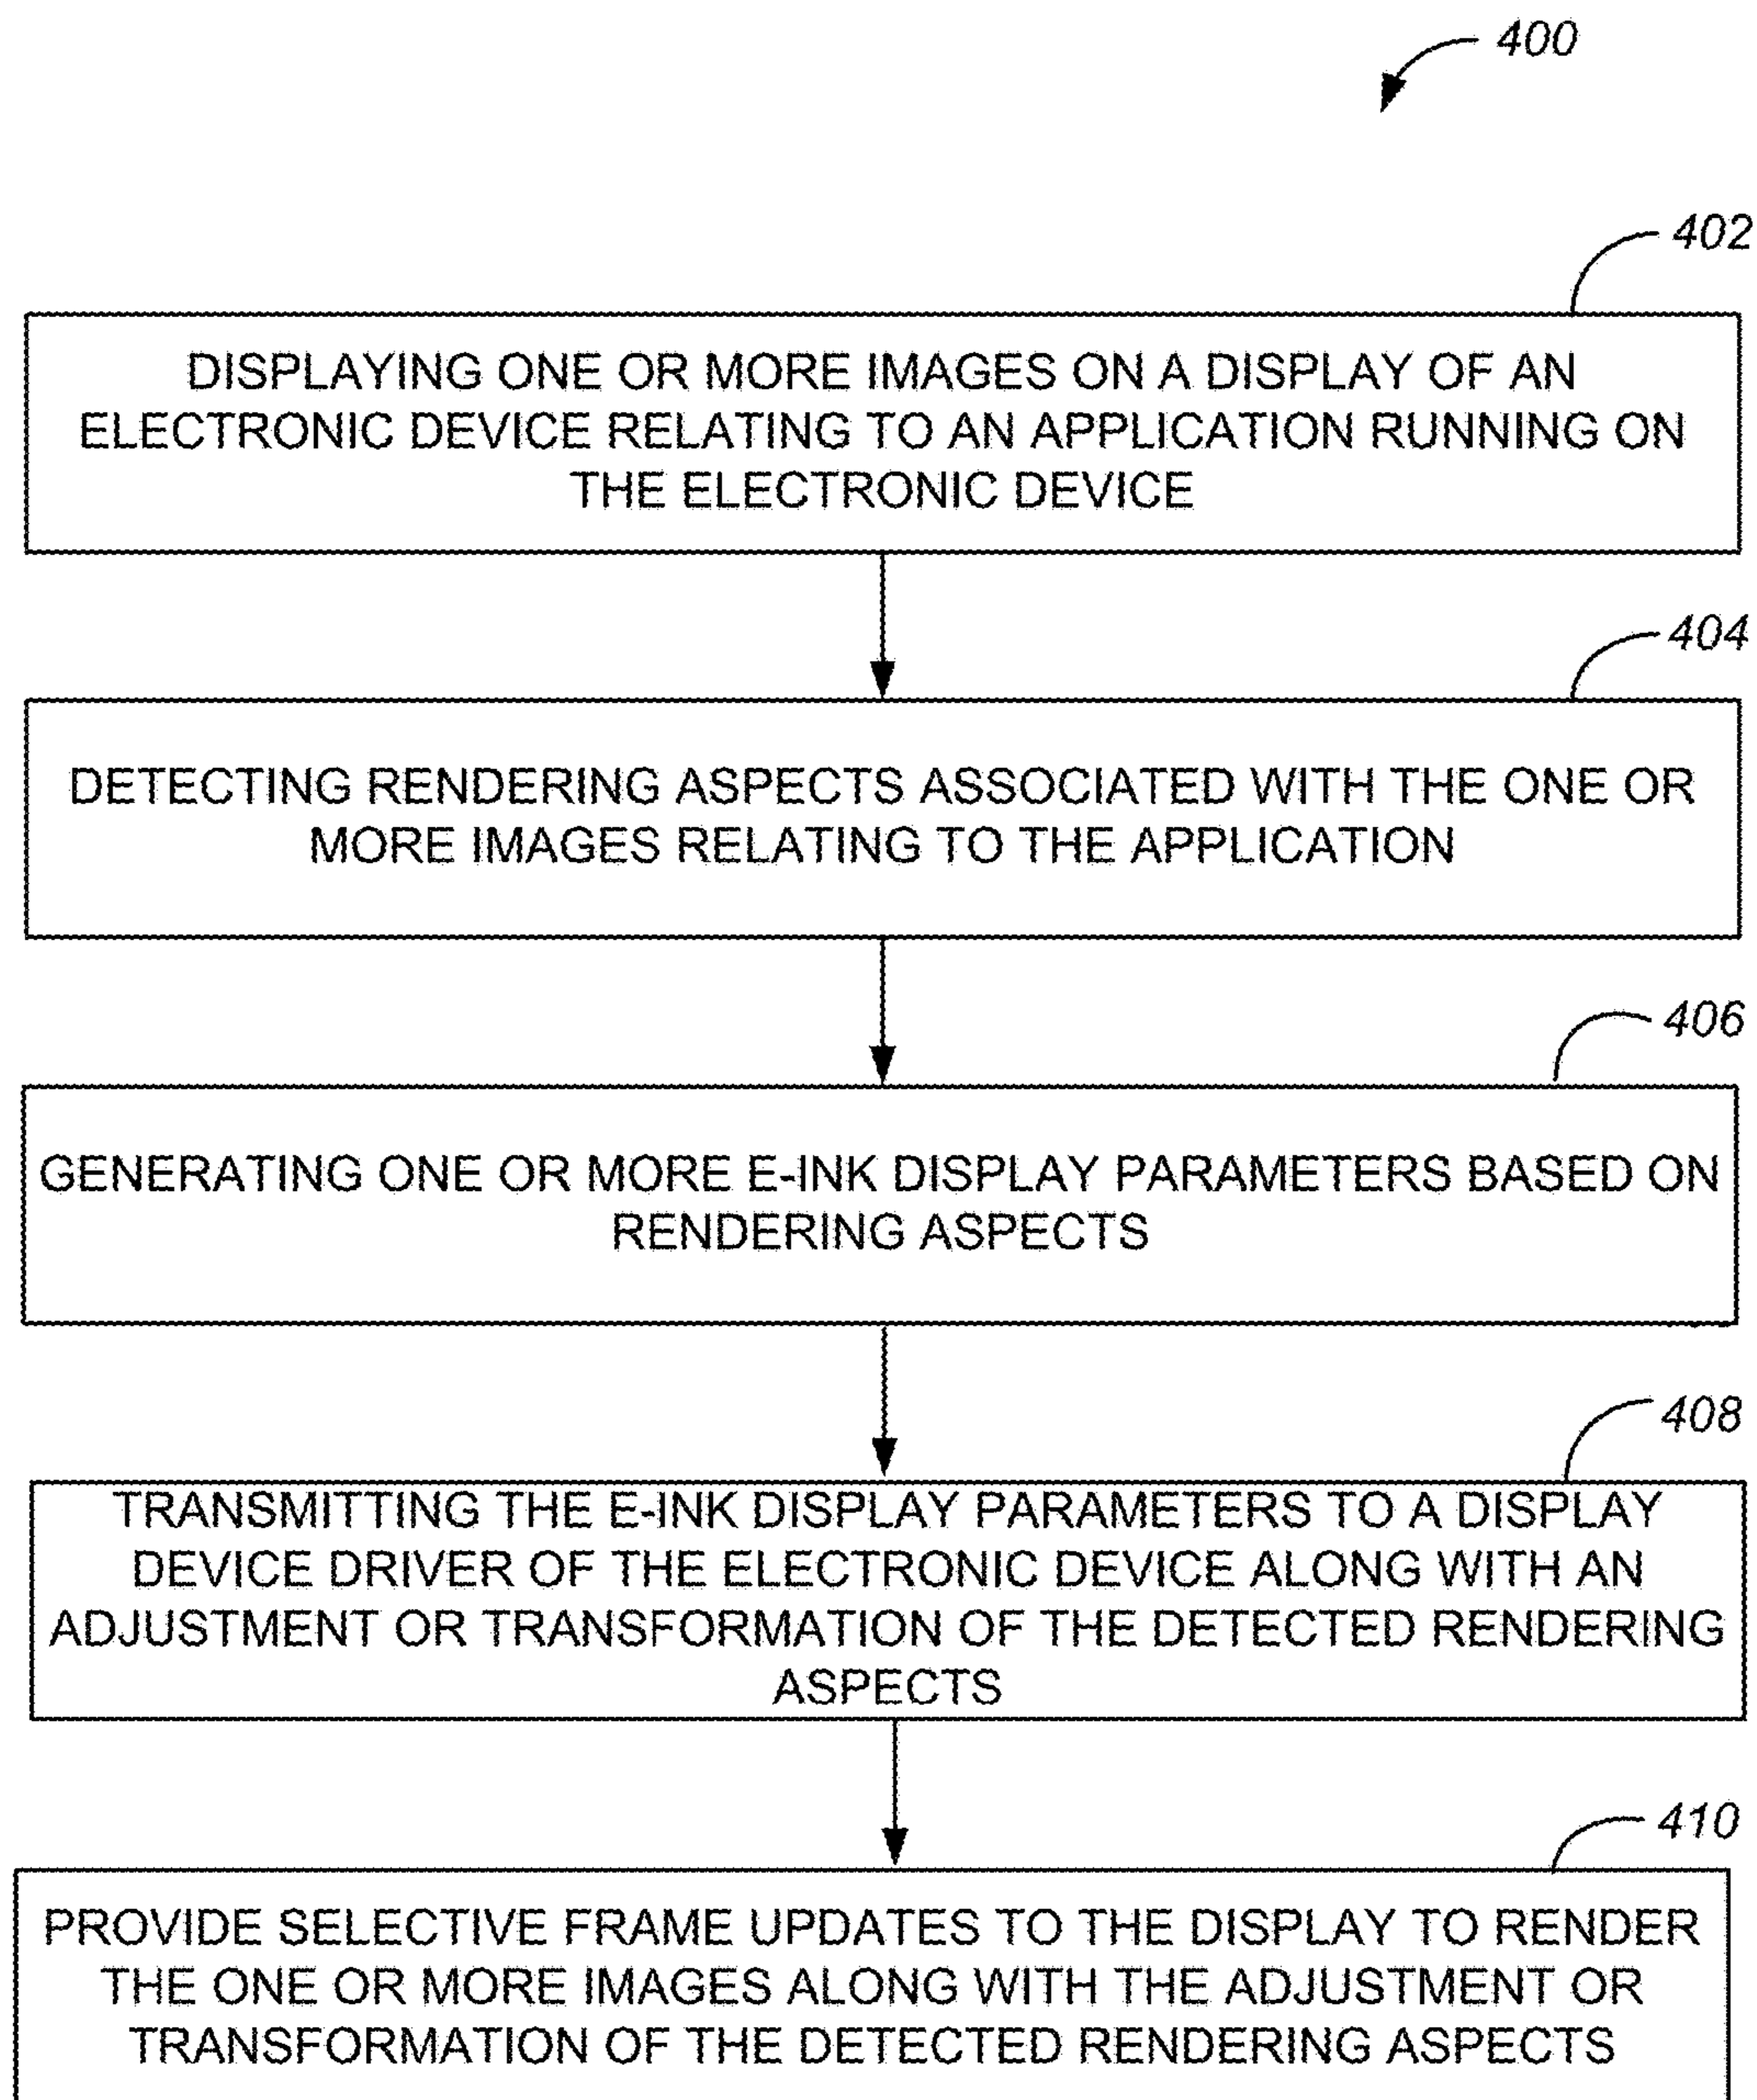 400
402
DISPLAYING ONE OR MORE IMAGES ON A DISPLAY OF AN
ELECTRONIC DEVICE RELATING TO AN APPLICATION RUNNING ON
THE ELECTRONIC DEVICE
404
DETECTING RENDERING ASPECTS ASSOCIATED WITH THE ONE OR
MORE IMAGES RELATING TO THE APPLICATION
406
GENERATING ONE OR MORE E-INK DISPLAY PARAMETERS BASED ON
RENDERING ASPECTS
408
TRANSMITTING THE E-INK DISPLAY PARAMETERS TO A DISPLAY
DEVICE DRIVER OF THE ELECTRONIC DEVICE ALONG WITH AN
ADJUSTMENT OR TRANSFORMATION OF THE DETECTED RENDERING
ASPECTS
410
PROVIDE SELECTIVE FRAME UPDATES TO THE DISPLAY TO RENDER
THE ONE OR MORE IMAGES ALONG WITH THE ADJUSTMENT OR
TRANSFORMATION OF THE DETECTED RENDERING ASPECTS